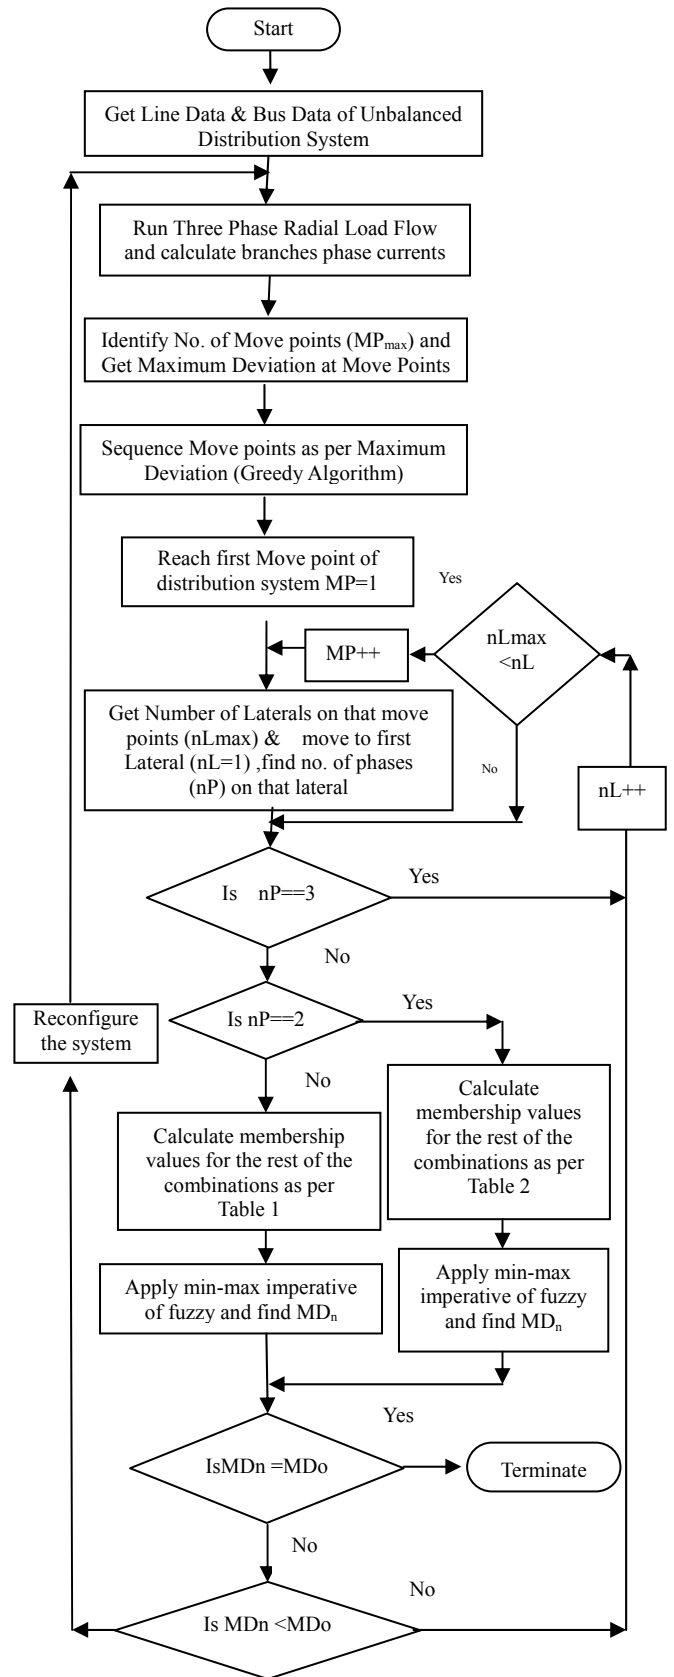 Start
Get Line Data & Bus Data of Unbalanced
Distribution System
Run Three Phase Radial Load Flow
and calculate branches phase currents
Identify No. of Move points (MPmax) and
Get Maximum Deviation at Move Points
Sequence Move points as per Maximum
Deviation (Greedy Algorithm)
Reach first Move point of
distribution system MP=1
Yes
nLmax
<nL
MP++
Get Number of Laterals on that move
points (nLmax) & move to first
Lateral (nL=1) ,find no. of phases
(nP) on that lateral
No
nL++
Is nP==3
Yes
No
Is nP==2
Yes
Reconfigure
the system
No
Calculate
membership values
for the rest of the
combinations as per
Table 2
Calculate membership
values for the rest of the
combinations as per
Table 1
Apply min-max
imperative of fuzzy
and find MDn
Apply min-max imperative
of fuzzy and find MDn
Yes
IsMDn =MDo
Terminate
No
No
Is MDn <MDo